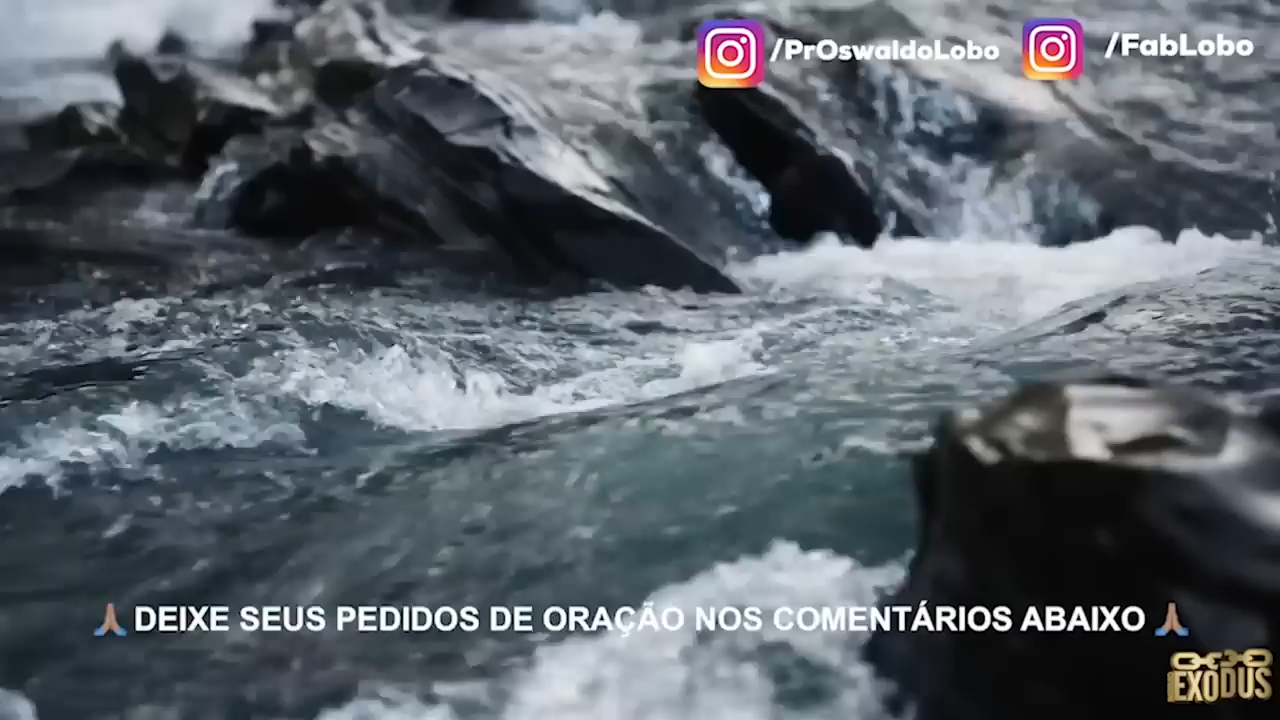 /PrOswaldoLobo /FabLobo
🙏🏽 DEIXE SEUS PEDIDOS DE ORAÇÃO NOS COMENTÁRIOS ABAIXO 🙏🏽
EXODUS